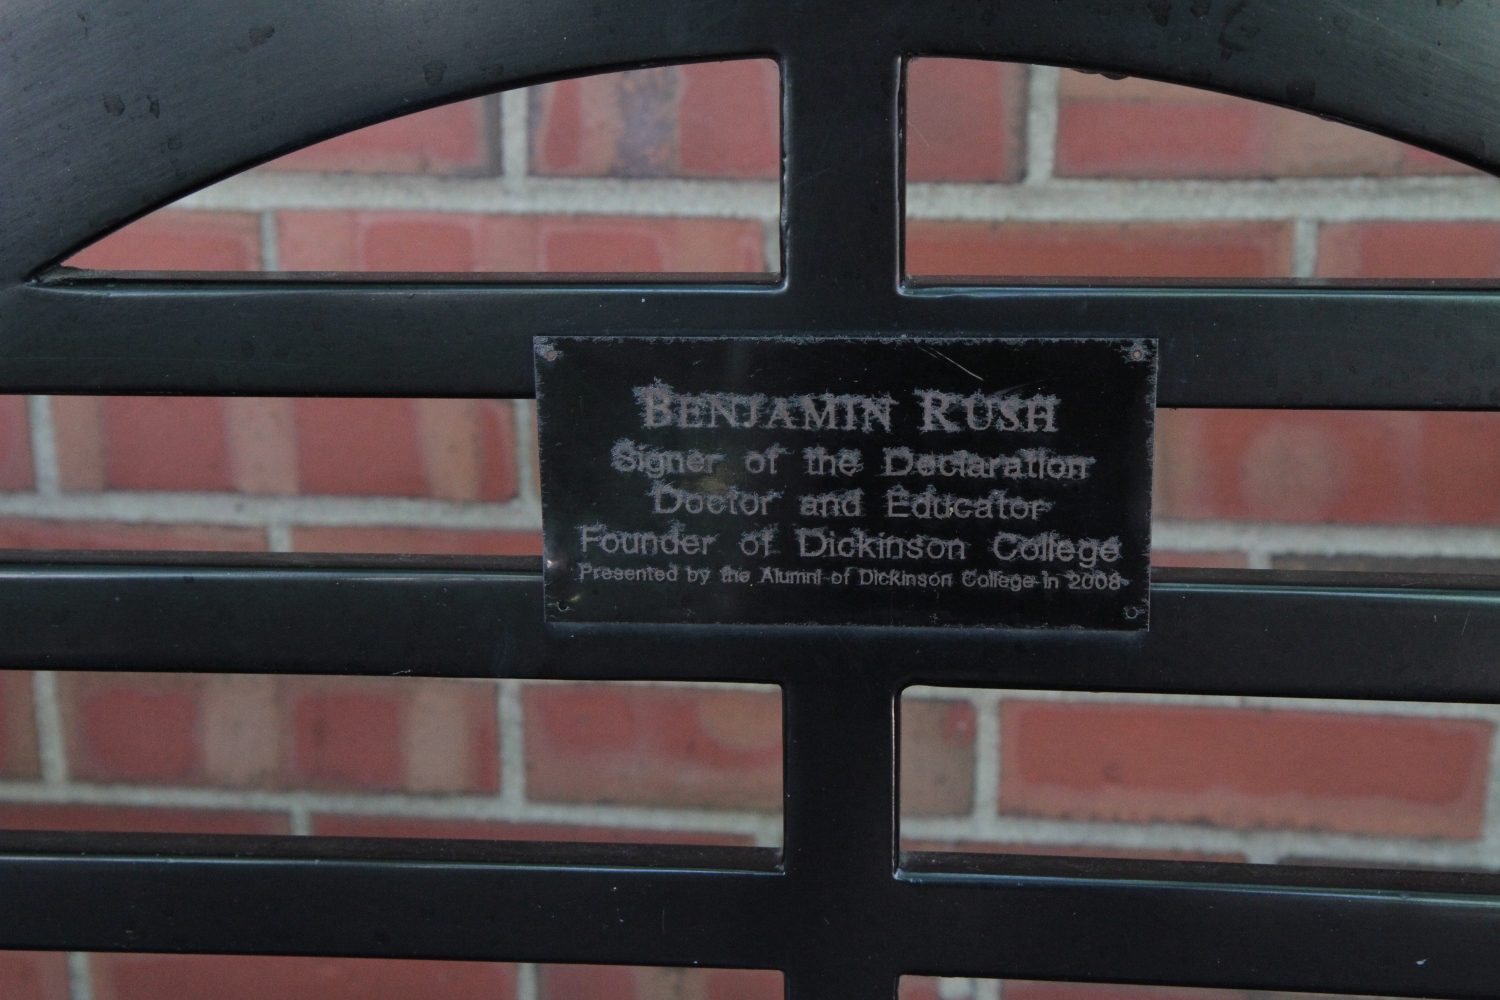 BENJAMIN RUSH
Signer of the Declaration
Doctor and Educator
Founder of Dickinson College
Presented by the Alumni of Dickinson College in 2008